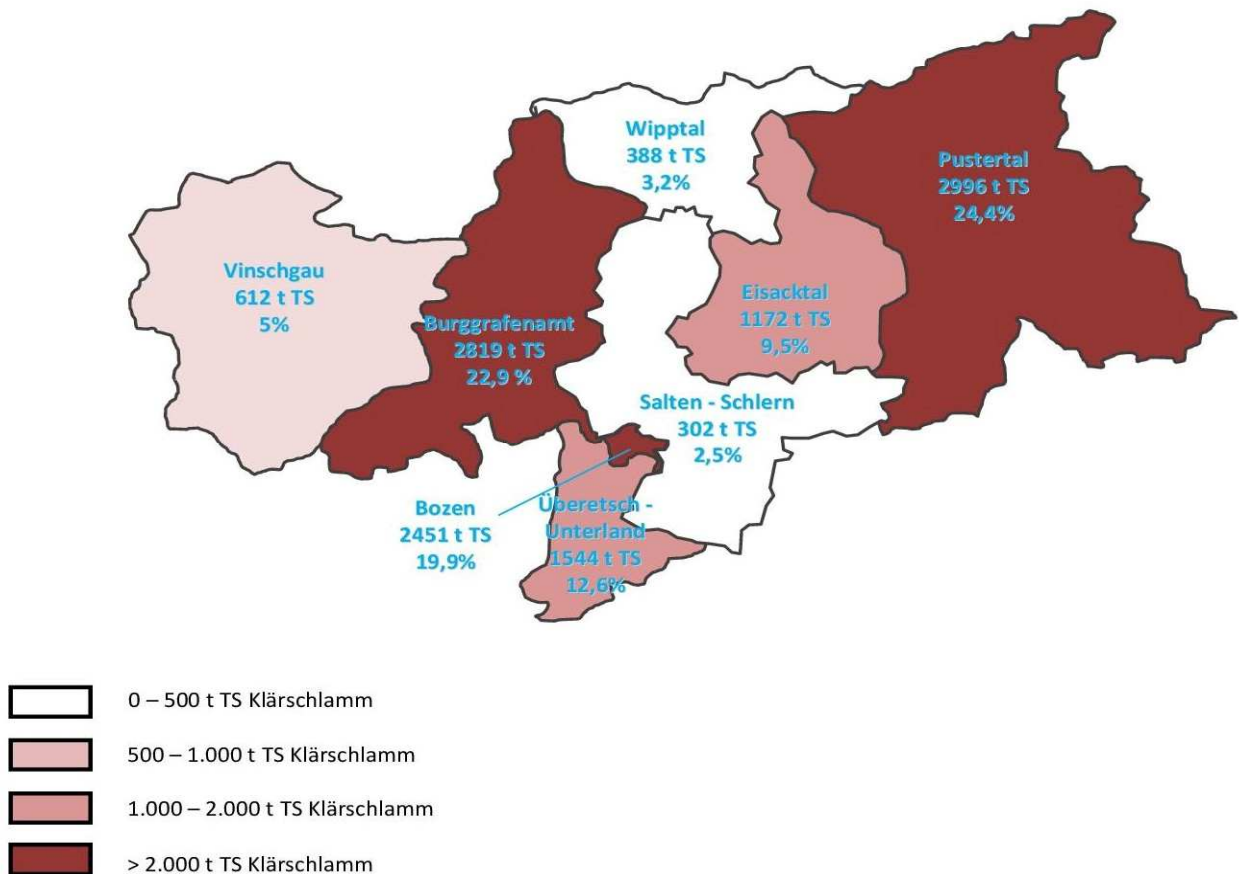 Wipptal
388 t TS
3,2%
Pustertal
2996 t TS
24,4%
Vinschgau
612 t TS
5%
Burggrafenamt
2819 t TS
22,9 %
Eisacktal
1172 t TS
9,5%
Salten - Schlern
302 t TS
2,5%
Bozen
2451 t TS
19,9%
Überetsch -
Unterland
1544 t TS
12,6%
0 – 500 t TS Klärschlamm
500 – 1.000 t TS Klärschlamm
1.000 – 2.000 t TS Klärschlamm
> 2.000 t TS Klärschlamm